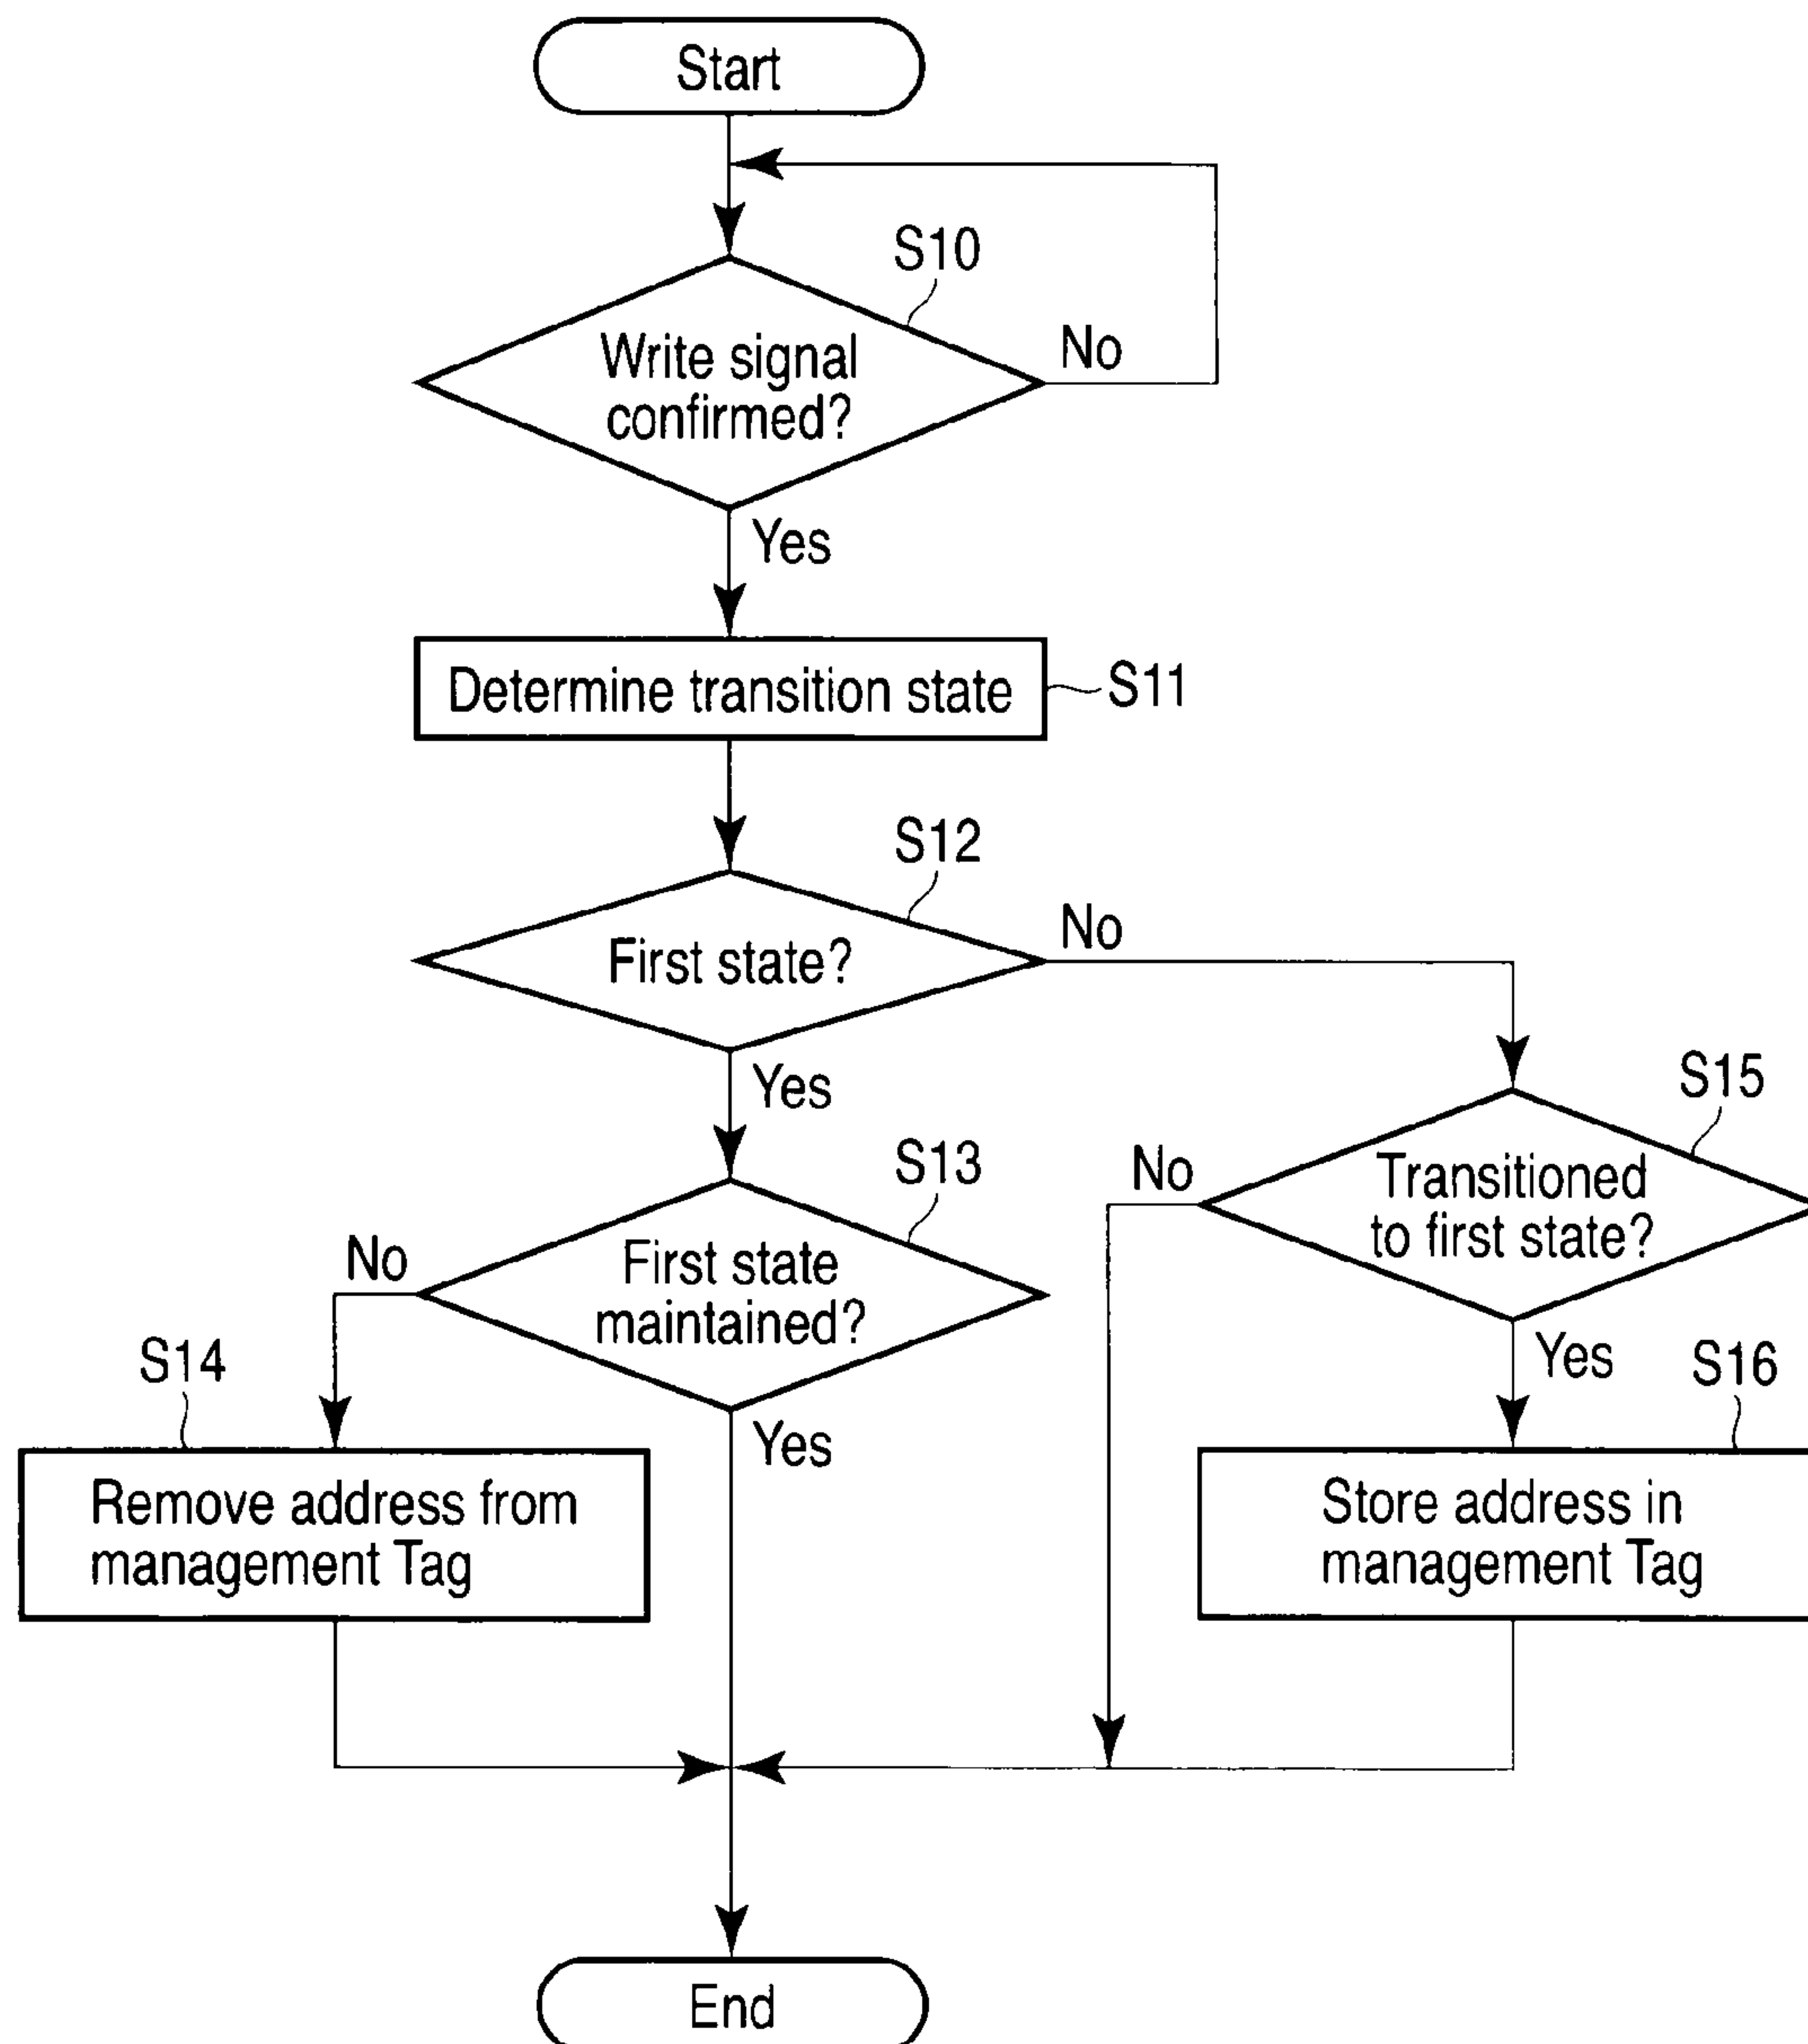 Start
S10
Write signal
confirmed?
No
Yes
Determine transition state
S11
S12
First state?
No
Yes
S13
First state
maintained?
No
Yes
S15
Transitioned
to first state?
No
Yes
S14
Remove address from
management Tag
S16
Store address in
management Tag
End